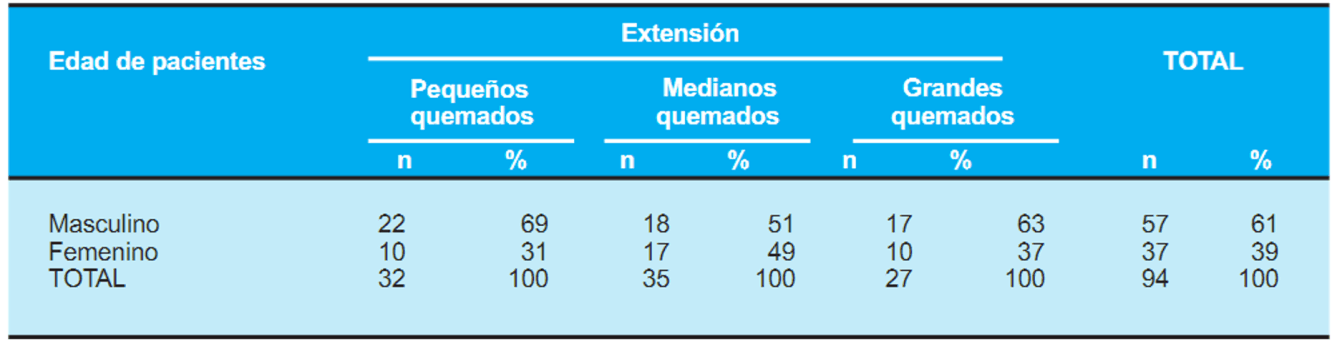 Extensión
Edad de pacientes TOTAL
Pequeños quemados Medianos quemados Grandes quemados
n % n % n % n %
Masculino 22 69 18 51 17 63 57 61
Femenino 10 31 17 49 10 37 37 39
TOTAL 32 100 35 100 27 100 94 100